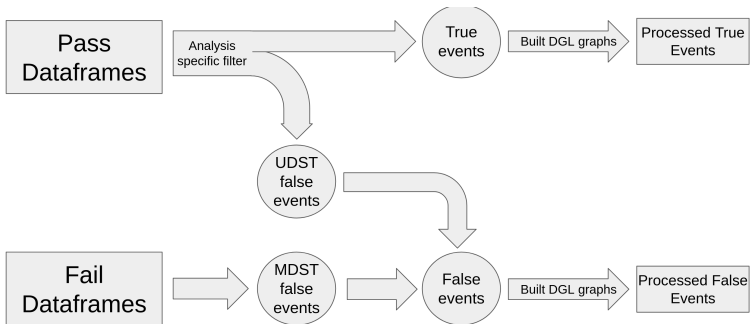 Pass
Dataframes
Analysis
specific filter
True
events
Built DGL graphs
Processed True
Events
UDST
false
events
Fail
Dataframes
MDST
false
events
False
events
Built DGL graphs
Processed False
Events